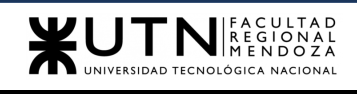 UTN
FACULTAD
REGIONAL
MENDOZA
UNIVERSIDAD TECNOLÓGICA NACIONAL